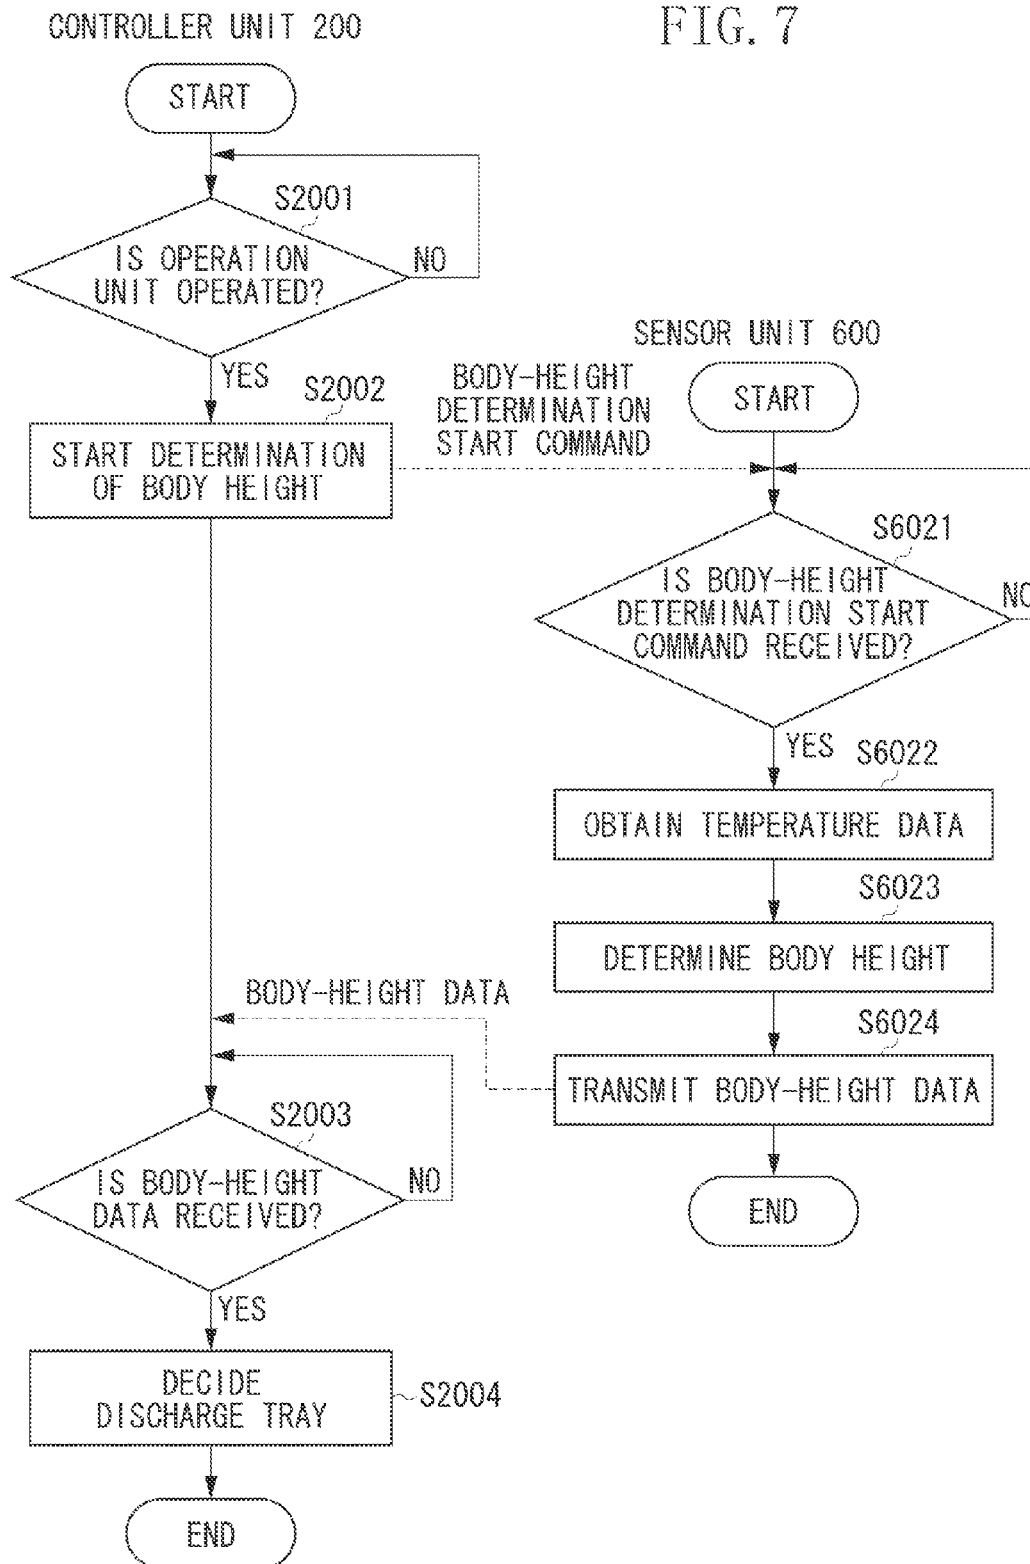 FIG. 7
CONTROLLER UNIT 200
START
S2001
IS OPERATION
UNIT OPERATED?
NO
YES
S2002
START DETERMINATION
OF BODY HEIGHT
BODY-HEIGHT
DETERMINATION
START COMMAND
SENSOR UNIT 600
START
S6021
IS BODY-HEIGHT
DETERMINATION START
COMMAND RECEIVED?
NO
YES
S6022
OBTAIN TEMPERATURE DATA
S6023
DETERMINE BODY HEIGHT
S6024
TRANSMIT BODY-HEIGHT DATA
END
BODY-HEIGHT DATA
S2003
IS BODY-HEIGHT
DATA RECEIVED?
NO
YES
DECIDE
DISCHARGE TRAY
S2004
END